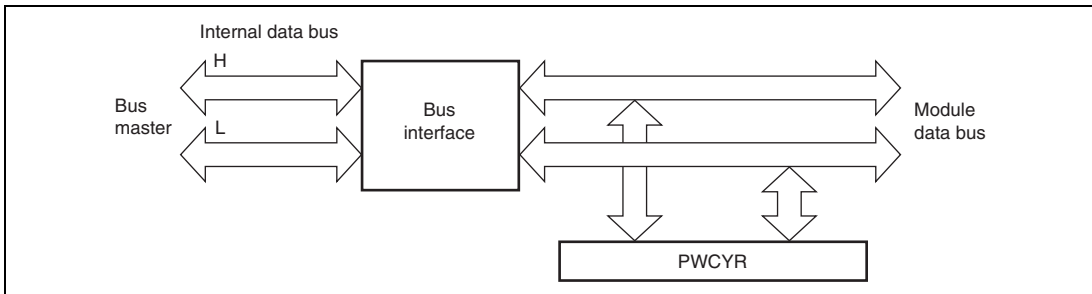 Internal data bus
H
Bus
master
L
Bus
interface
Module
data bus
PWCYR